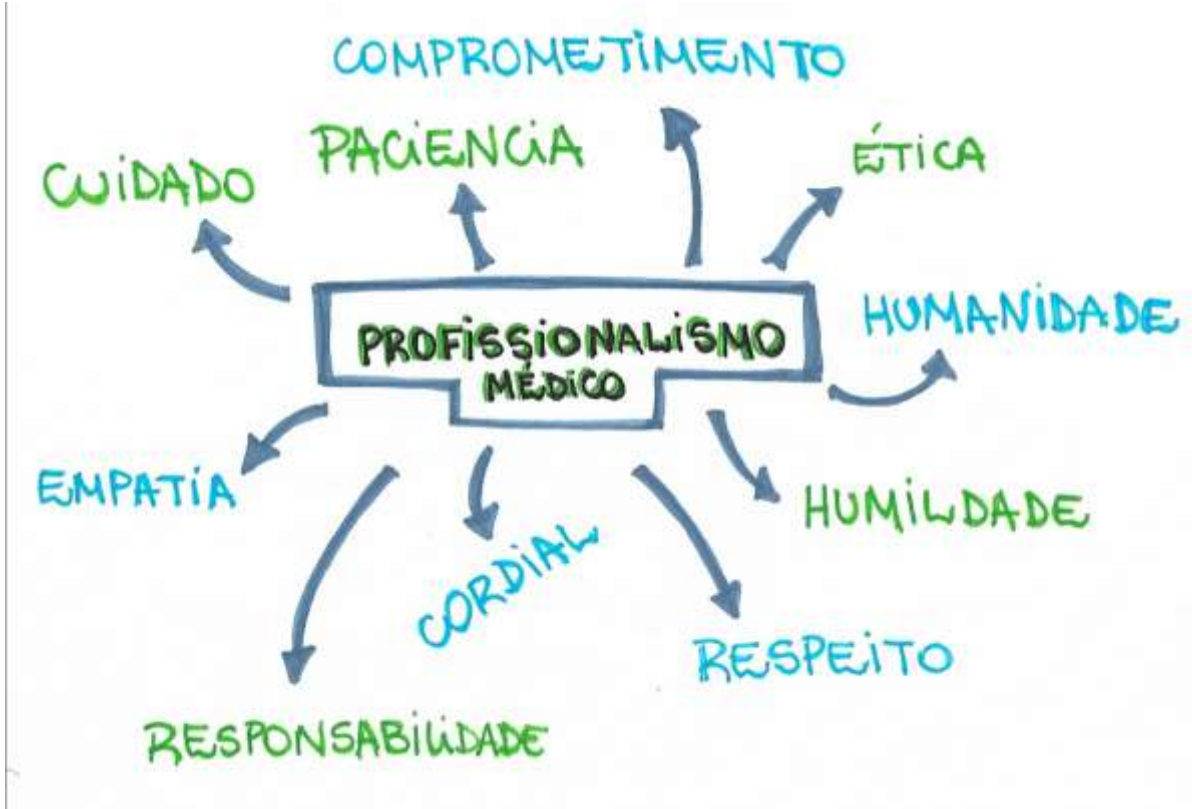 COMPROMETIMENTO
PACIENCIA
ÉTICA
CUIDADO
HUMANIDADE
PROFISSIONALISMO
MÉDICO
EMPATIA
HUMILDADE
CORDIAL
RESPEITO
RESPONSABILIDADE